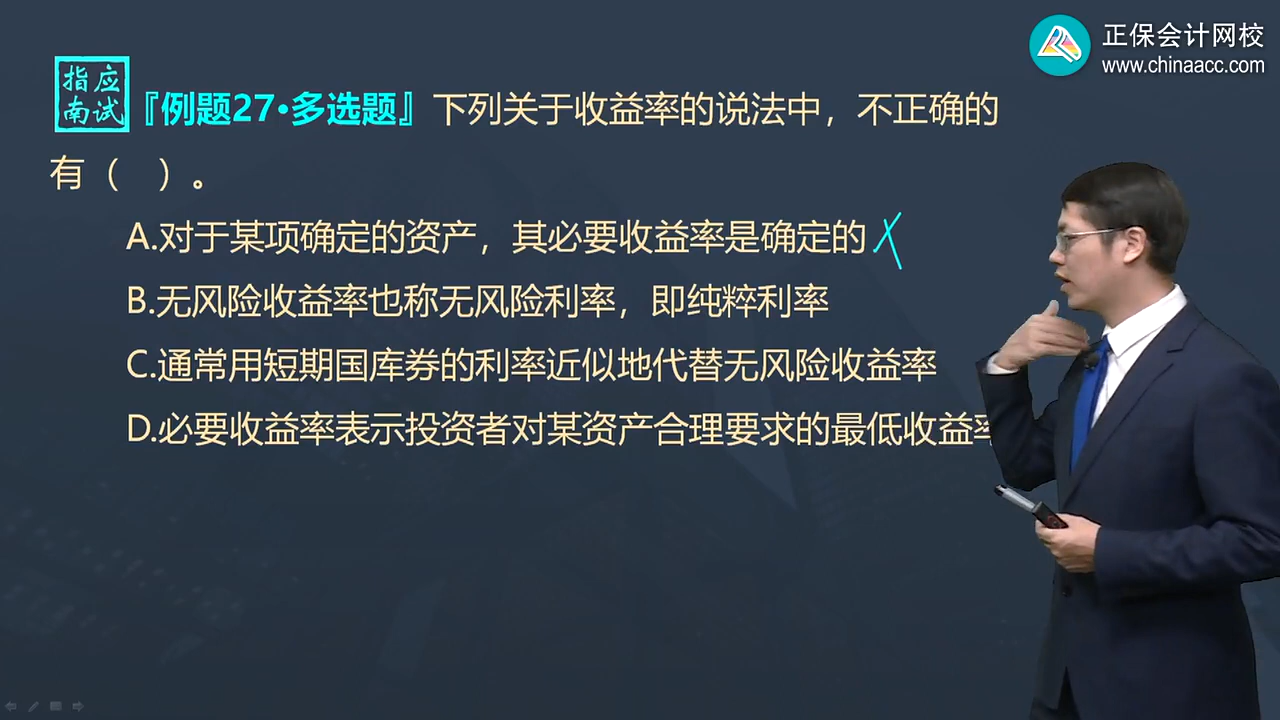 正保会计网校
www.chinaacc.com
指应
南试
『例题27·多选题』下列关于收益率的说法中，不正确的
有（　）。
A.对于某项确定的资产，其必要收益率是确定的
B.无风险收益率也称无风险利率，即纯粹利率
C.通常用短期国库券的利率近似地代替无风险收益率
D.必要收益率表示投资者对某资产合理要求的最低收益率